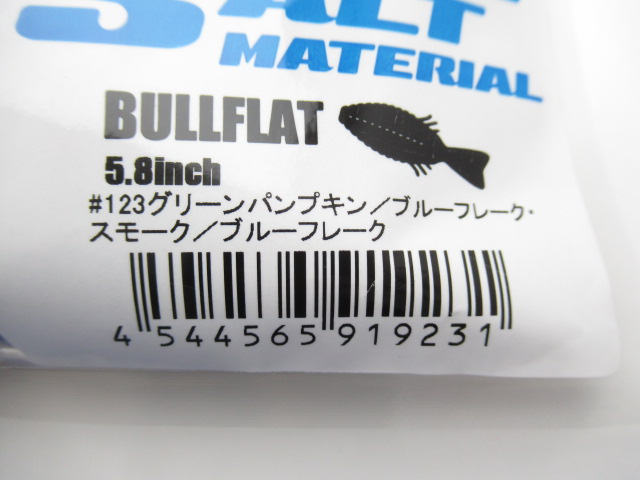 SALT
MATERIAL
BULLFLAT
5.8inch
#123グリーンパンプキン/ブルーフレーク・
スモーク/ブルーフレーク
4 544565 919231